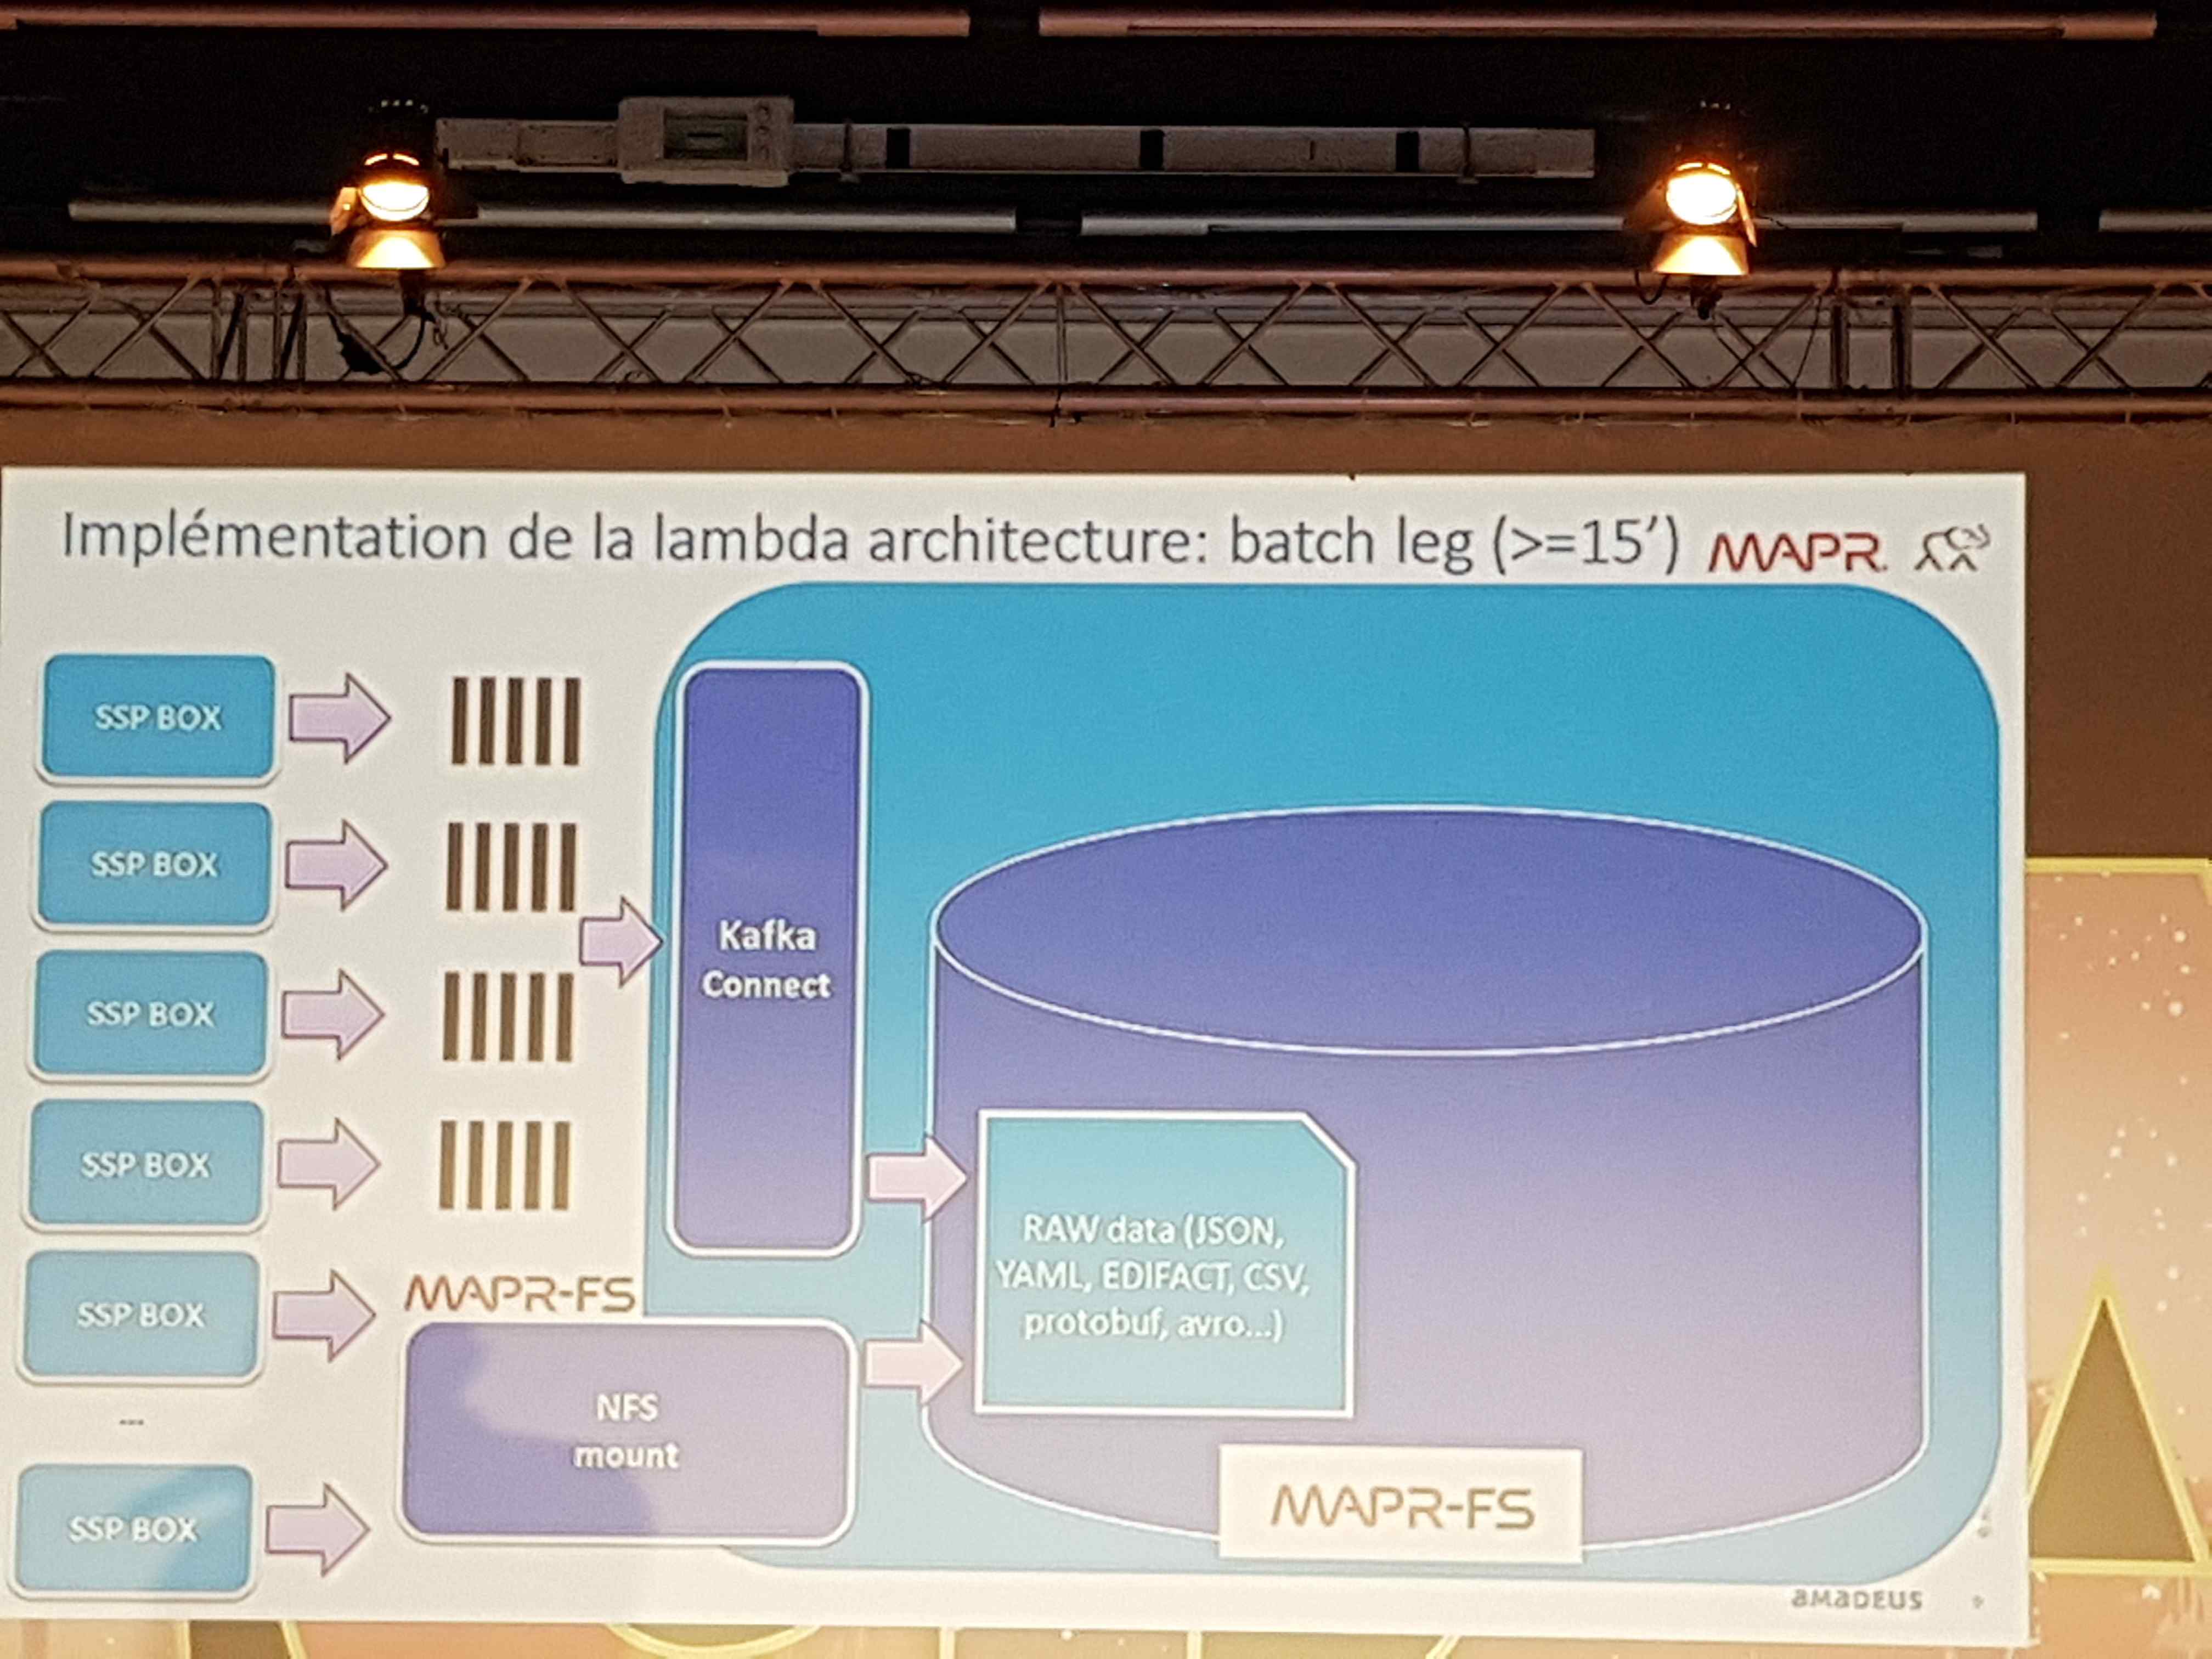 Implémentation de la lambda architecture: batch leg (>=15') MAPR
SSP BOX
SSP BOX
SSP BOX
SSP BOX
SSP BOX
...
SSP BOX
Kafka
Connect
MAPR-FS
NFS
mount
RAW data (JSON,
YAML, EDIFACT, CSV,
protobuf, avro...)
MAPR-FS
amadeus